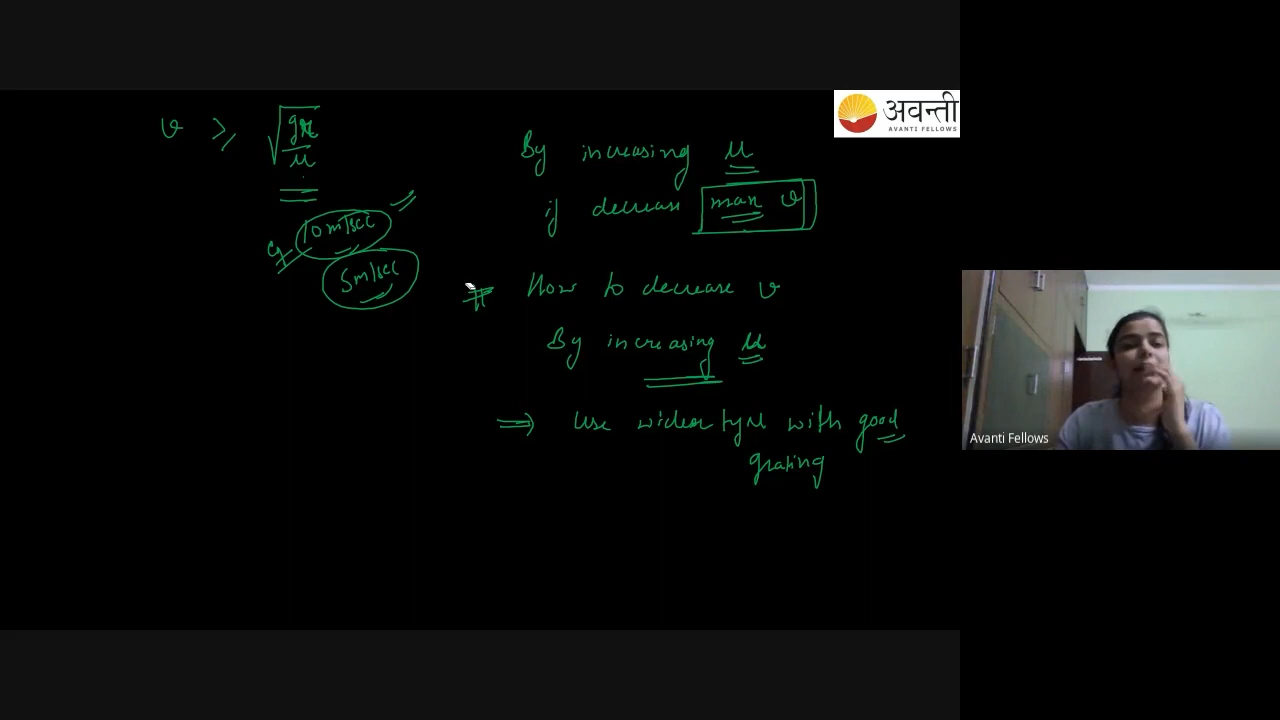 v ≥ √(gr/μ)
eg 10 m/sec
5 m/sec
By increasing μ
if decrease max v
# How to decrease v
By increasing μ
⇒ Use wider tyre with good
grating
अवन्ती
AVANTI FELLOWS
Avanti Fellows